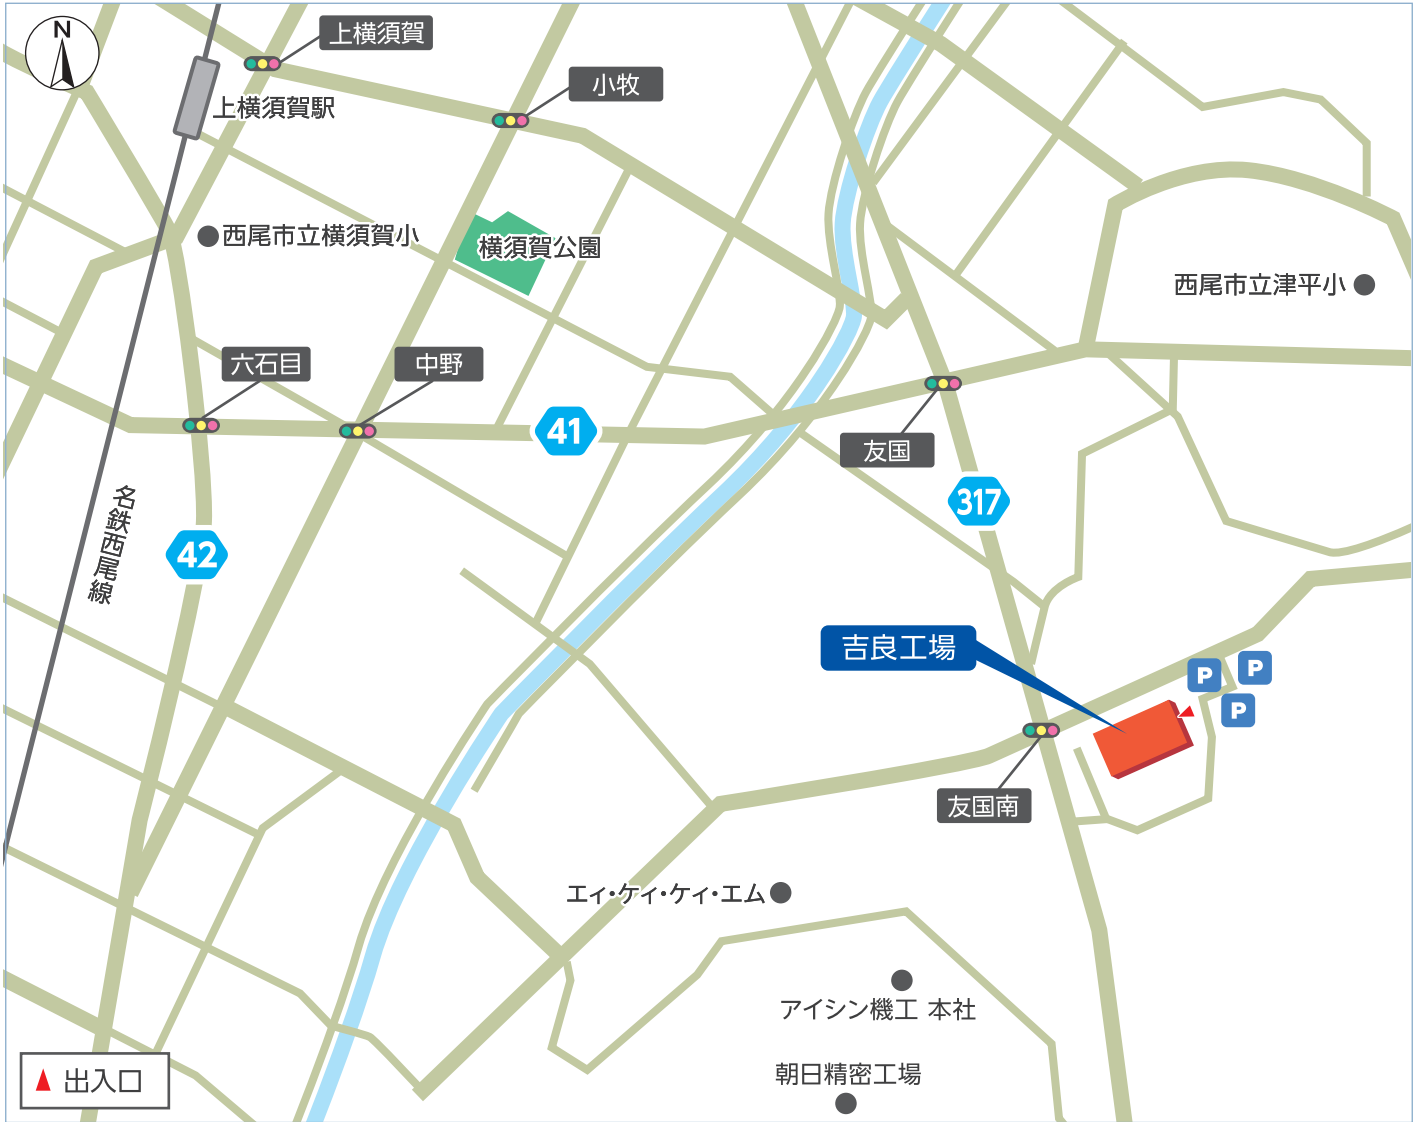 N
上横須賀
小牧
上横須賀駅
西尾市立横須賀小
横須賀公園
西尾市立津平小
六石目
中野
41
友国
317
名鉄西尾線
42
吉良工場
P
P
P
友国南
エィ・ケィ・ケィ・エム
アイシン機工 本社
朝日精密工場
出入口